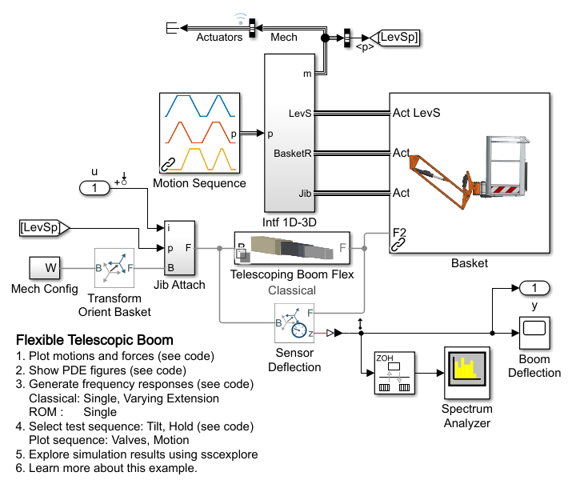 Actuators
Mech
<p>
[LevSp]
m
LevS
BasketR
Jib
p
Intf 1D-3D
p
Motion Sequence
Act LevS
Act
Act
F2
Basket
u
1
[LevSp]
W
Mech Config
B
F
Transform
Orient Basket
i
p
B
F
Jib Attach
B
F
Telescoping Boom Flex
Classical
B
F
z
Sensor
Deflection
1
y
Boom
Deflection
ZOH
Spectrum
Analyzer
Flexible Telescopic Boom
1. Plot motions and forces (see code)
2. Show PDE figures (see code)
3. Generate frequency responses (see code)
Classical: Single, Varying Extension
ROM : Single
4. Select test sequence: Tilt, Hold (see code)
Plot sequence: Valves, Motion
5. Explore simulation results using sscexplore
6. Learn more about this example.